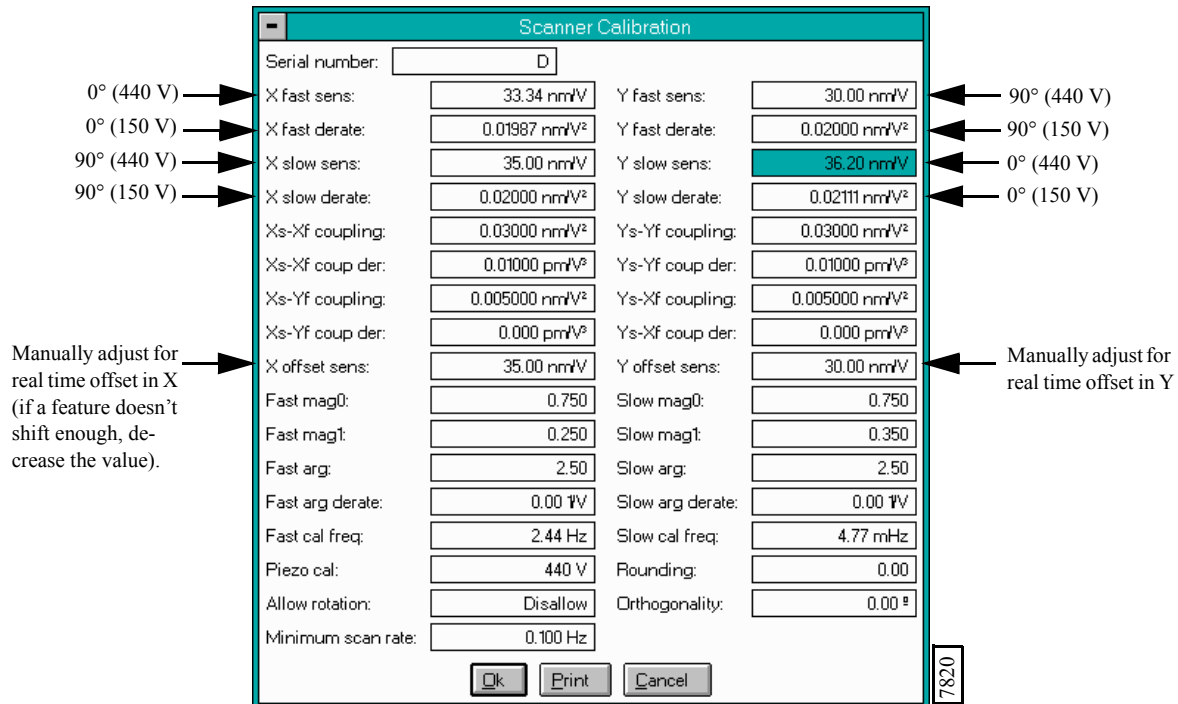 Scanner Calibration
Serial number: D
0° (440 V) X fast sens: 33.34 nm/V Y fast sens: 30.00 nm/V 90° (440 V)
0° (150 V) X fast derate: 0.01987 nm/V² Y fast derate: 0.02000 nm/V² 90° (150 V)
90° (440 V) X slow sens: 35.00 nm/V Y slow sens: 36.20 nm/V 0° (440 V)
90° (150 V) X slow derate: 0.02000 nm/V² Y slow derate: 0.02111 nm/V² 0° (150 V)
Xs-Xf coupling: 0.03000 nm/V² Ys-Yf coupling: 0.03000 nm/V²
Xs-Xf coup der: 0.01000 pm/V³ Ys-Yf coup der: 0.01000 pm/V³
Xs-Yf coupling: 0.005000 nm/V² Ys-Xf coupling: 0.005000 nm/V²
Xs-Yf coup der: 0.000 pm/V³ Ys-Xf coup der: 0.000 pm/V³
X offset sens: 35.00 nm/V Y offset sens: 30.00 nm/V
Fast mag0: 0.750 Slow mag0: 0.750
Fast mag1: 0.250 Slow mag1: 0.350
Fast arg: 2.50 Slow arg: 2.50
Fast arg derate: 0.00 1/V Slow arg derate: 0.00 1/V
Fast cal freq: 2.44 Hz Slow cal freq: 4.77 mHz
Piezo cal: 440 V Rounding: 0.00
Allow rotation: Disallow Orthogonality: 0.00 º
Minimum scan rate: 0.100 Hz
Ok Print Cancel
Manually adjust for
real time offset in X
(if a feature doesn’t
shift enough, de-
crease the value).
Manually adjust for
real time offset in Y
7820